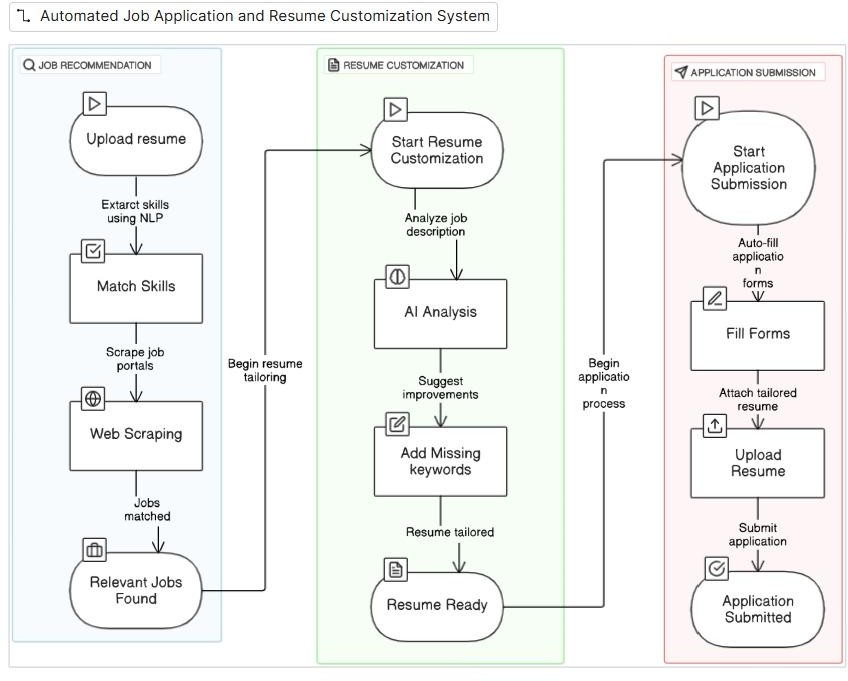 Automated Job Application and Resume Customization System
JOB RECOMMENDATION
Upload resume
Extarct skills
using NLP
Match Skills
Scrape job
portals
Web Scraping
Jobs
matched
Relevant Jobs
Found
Begin resume
tailoring
RESUME CUSTOMIZATION
Start Resume
Customization
Analyze job
description
AI Analysis
Suggest
improvements
Add Missing
keywords
Resume tailored
Resume Ready
Begin
applicatio
n
process
APPLICATION SUBMISSION
Start
Application
Submission
Auto-fill
applicatio
n
forms
Fill Forms
Attach tailored
resume
Upload
Resume
Submit
application
Application
Submitted